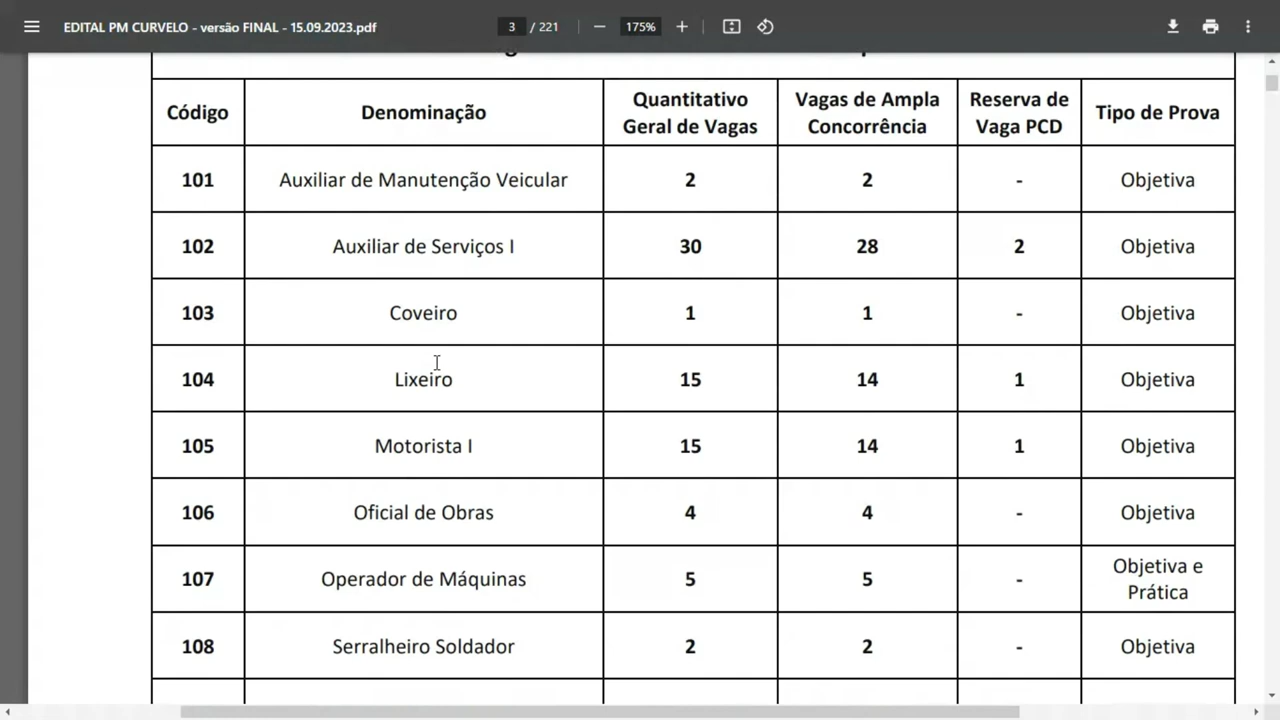 EDITAL PM CURVELO - versão FINAL - 15.09.2023.pdf
3 / 221
175%
Código Denominação Quantitativo Geral de Vagas Vagas de Ampla Concorrência Reserva de Vaga PCD Tipo de Prova
101 Auxiliar de Manutenção Veicular 2 2 - Objetiva
102 Auxiliar de Serviços I 30 28 2 Objetiva
103 Coveiro 1 1 - Objetiva
104 Lixeiro 15 14 1 Objetiva
105 Motorista I 15 14 1 Objetiva
106 Oficial de Obras 4 4 - Objetiva
107 Operador de Máquinas 5 5 - Objetiva e Prática
108 Serralheiro Soldador 2 2 - Objetiva